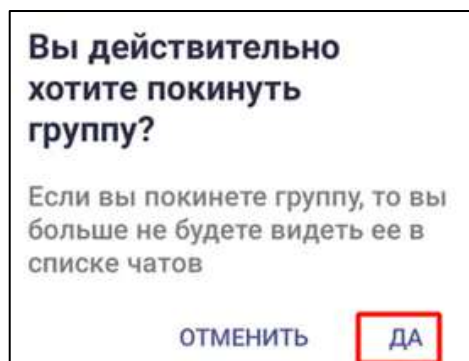 Вы действительно
хотите покинуть
группу?
Если вы покинете группу, то вы
больше не будете видеть ее в
списке чатов
ОТМЕНИТЬ ДА